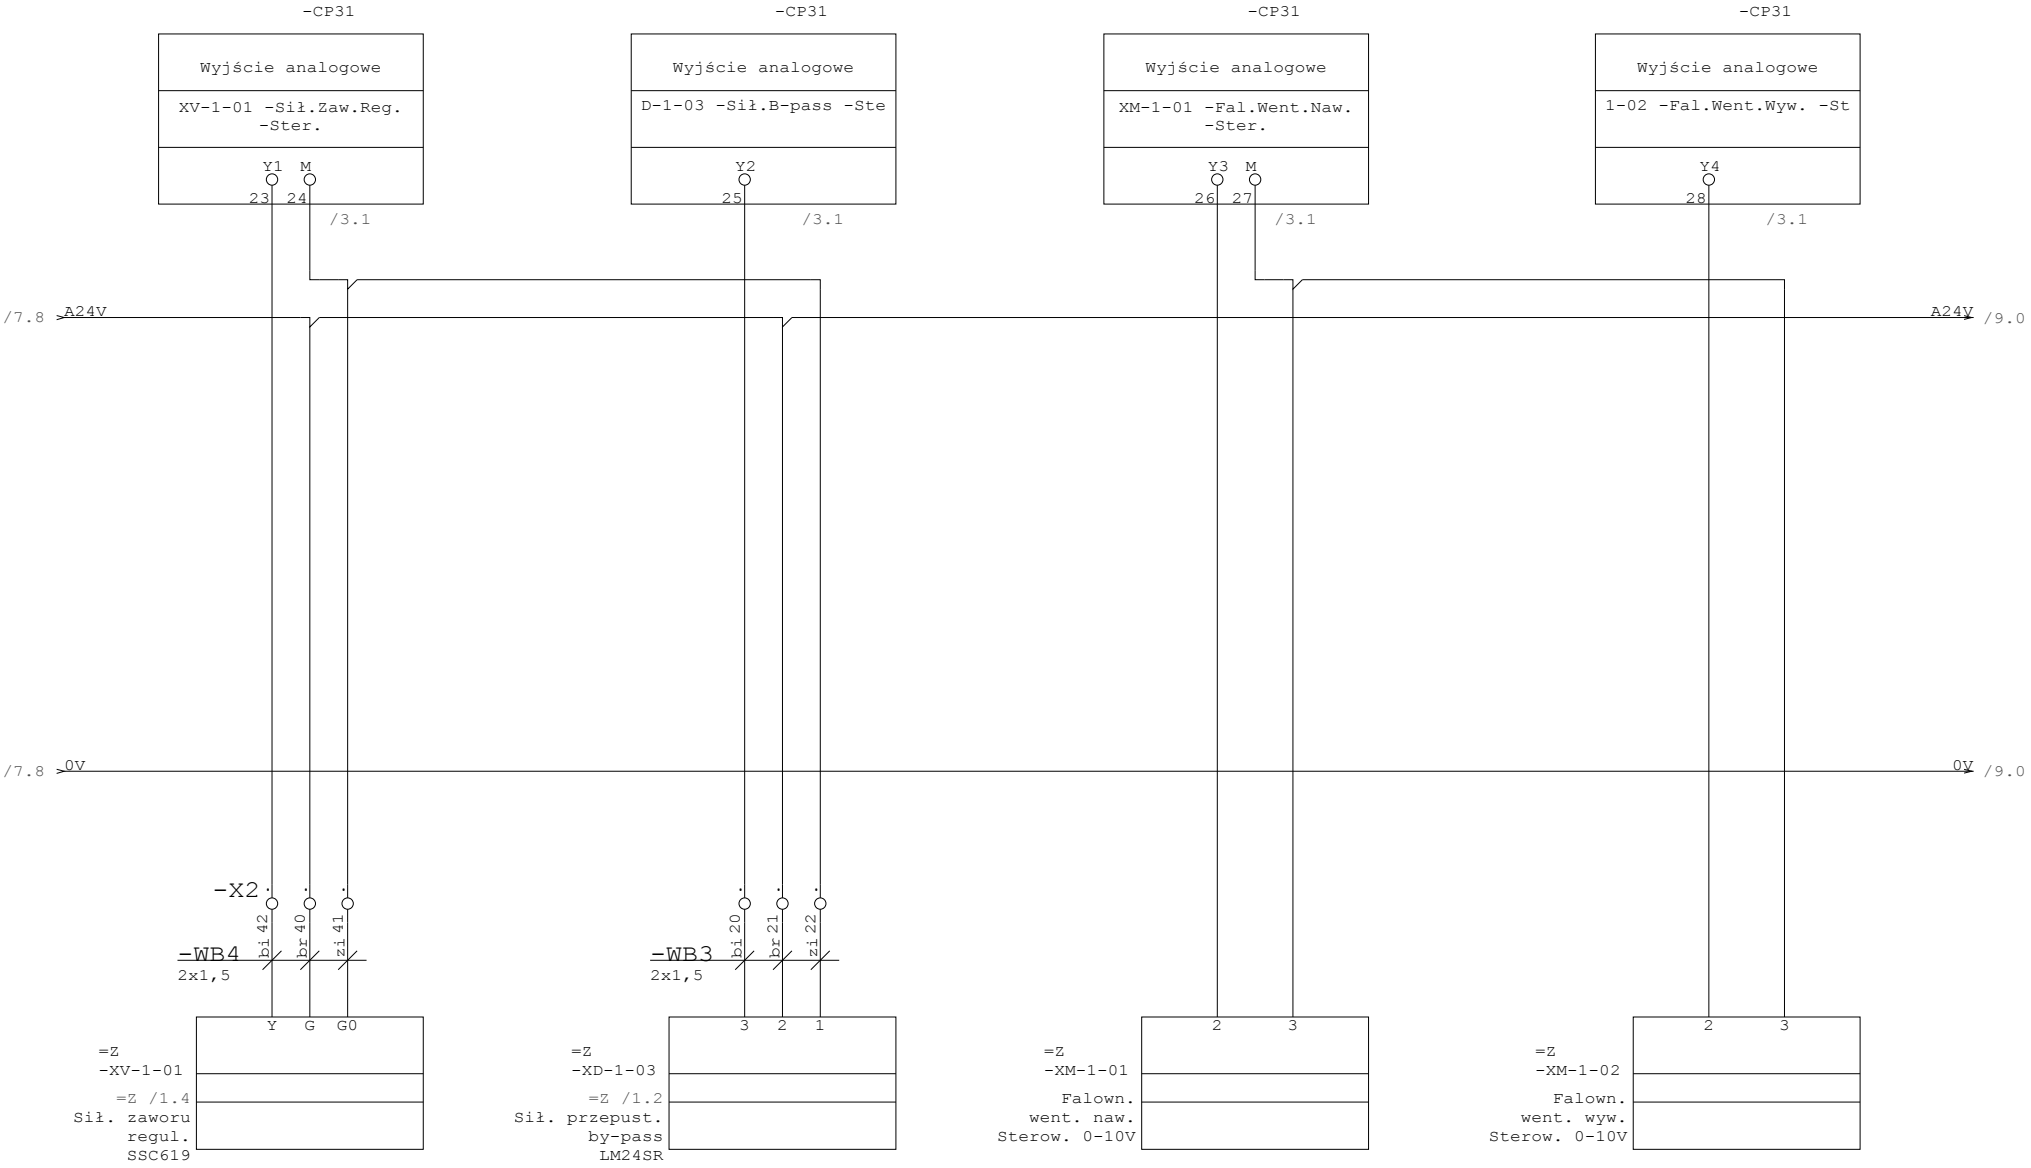 -CP31
-CP31
-CP31
-CP31
Wyjście analogowe
Wyjście analogowe
Wyjście analogowe
Wyjście analogowe
XV-1-01 -Sił.Zaw.Reg.
-Ster.
D-1-03 -Sił.B-pass -Ste
XM-1-01 -Fal.Went.Naw.
-Ster.
1-02 -Fal.Went.Wyw. -St
Y1 M
Y2
Y3 M
Y4
23 24
25
26 27
28
/3.1
/3.1
/3.1
/3.1
/7.8 A24V
A24V /9.0
/7.8 0V
0V /9.0
-X2
bi 42
br 40
zi 41
bi 20
br 21
zi 22
-WB4
2x1,5
-WB3
2x1,5
Y G G0
3 2 1
2 3
2 3
=Z
-XV-1-01
=Z /1.4
Sił. zaworu
regul.
SSC619
=Z
-XD-1-03
=Z /1.2
Sił. przepust.
by-pass
LM24SR
=Z
-XM-1-01
Falown.
went. naw.
Sterow. 0-10V
=Z
-XM-1-02
Falown.
went. wyw.
Sterow. 0-10V